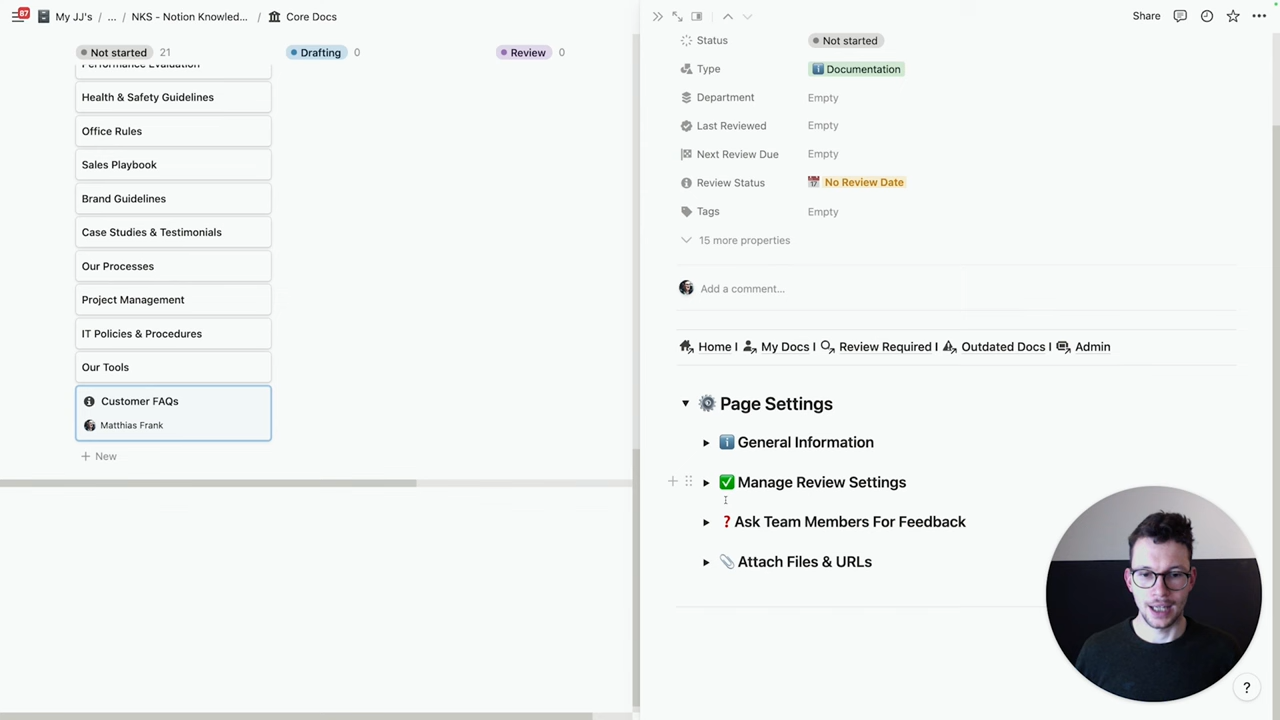 87
My JJ's / ... / NKS - Notion Knowled... / Core Docs
Share
Not started 21
Drafting 0
Review 0
Performance Evaluation
Health & Safety Guidelines
Office Rules
Sales Playbook
Brand Guidelines
Case Studies & Testimonials
Our Processes
Project Management
IT Policies & Procedures
Our Tools
Customer FAQs
Matthias Frank
+ New
Status Not started
Type Documentation
Department Empty
Last Reviewed Empty
Next Review Due Empty
Review Status No Review Date
Tags Empty
15 more properties
Add a comment...
Home I My Docs I Review Required I Outdated Docs I Admin
Page Settings
General Information
Manage Review Settings
❓Ask Team Members For Feedback
Attach Files & URLs
?